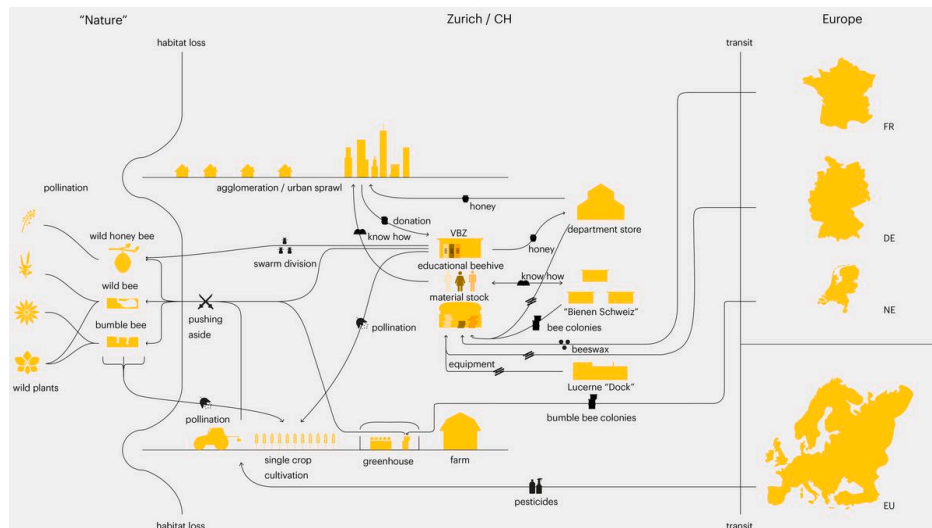 "Nature"
Zurich / CH
Europe
habitat loss
transit
FR
pollination
agglomeration / urban sprawl
honey
donation
VBZ
department store
know how
wild honey bee
honey
DE
swarm division
educational beehive
wild bee
know how
material stock
"Bienen Schweiz"
NE
bumble bee
pushing
aside
pollination
bee colonies
beeswax
equipment
wild plants
Lucerne "Dock"
pollination
bumble bee colonies
single crop
cultivation
greenhouse
farm
pesticides
EU
habitat loss
transit